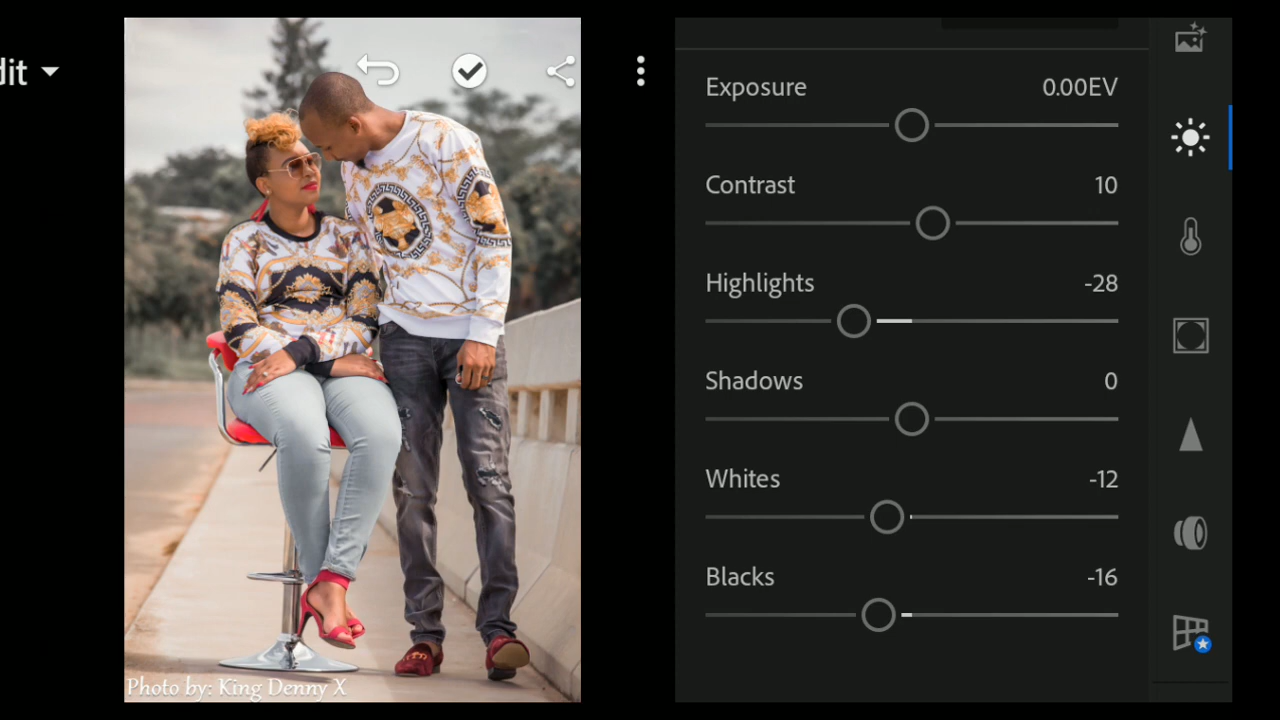 dit
Exposure 0.00EV
Contrast 10
Highlights -28
Shadows 0
Whites -12
Blacks -16
Photo by: King Denny X